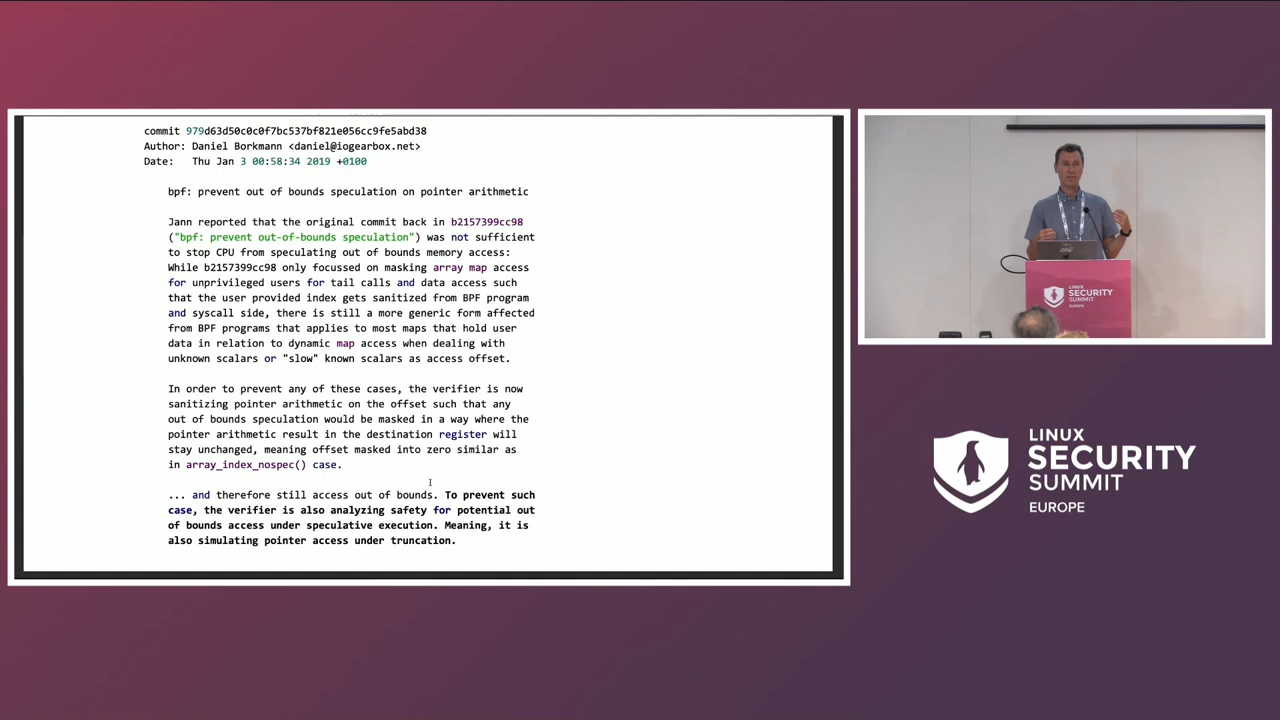 commit 979d63d50c0c0f7bc537bf821e056cc9fe5abd38
Author: Daniel Borkmann <daniel@iogearbox.net>
Date:   Thu Jan 3 00:58:34 2019 +0100
bpf: prevent out of bounds speculation on pointer arithmetic
Jann reported that the original commit back in b2157399cc98
("bpf: prevent out-of-bounds speculation") was not sufficient
to stop CPU from speculating out of bounds memory access:
While b2157399cc98 only focussed on masking array map access
for unprivileged users for tail calls and data access such
that the user provided index gets sanitized from BPF program
and syscall side, there is still a more generic form affected
from BPF programs that applies to most maps that hold user
data in relation to dynamic map access when dealing with
unknown scalars or "slow" known scalars as access offset.
In order to prevent any of these cases, the verifier is now
sanitizing pointer arithmetic on the offset such that any
out of bounds speculation would be masked in a way where the
pointer arithmetic result in the destination register will
stay unchanged, meaning offset masked into zero similar as
in array_index_nospec() case.
... and therefore still access out of bounds. To prevent such
case, the verifier is also analyzing safety for potential out
of bounds access under speculative execution. Meaning, it is
also simulating pointer access under truncation.
LINUX
SECURITY
SUMMIT
EUROPE
LINUX
SECURITY
SUMMIT
EUROPE